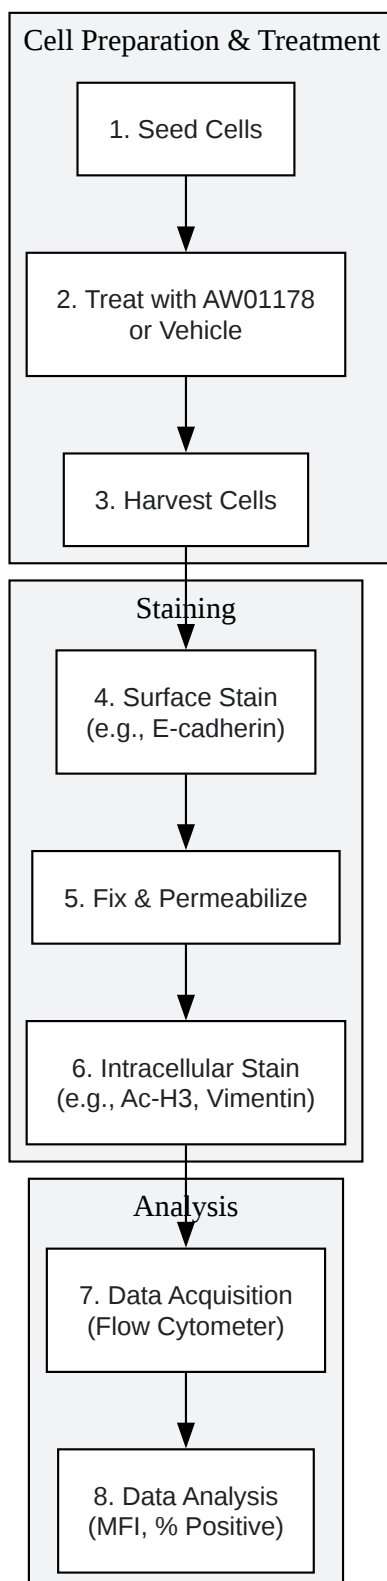 Cell Preparation & Treatment
1. Seed Cells
2. Treat with AW01178
or Vehicle
3. Harvest Cells
Staining
4. Surface Stain
(e.g., E-cadherin)
5. Fix & Permeabilize
6. Intracellular Stain
(e.g., Ac-H3, Vimentin)
Analysis
7. Data Acquisition
(Flow Cytometer)
8. Data Analysis
(MFI, % Positive)